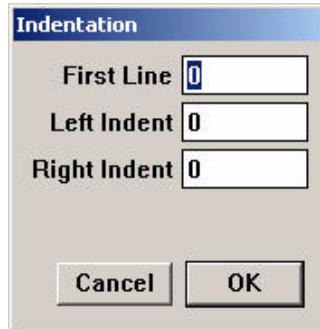 Indentation
First Line 0
Left Indent 0
Right Indent 0
Cancel OK